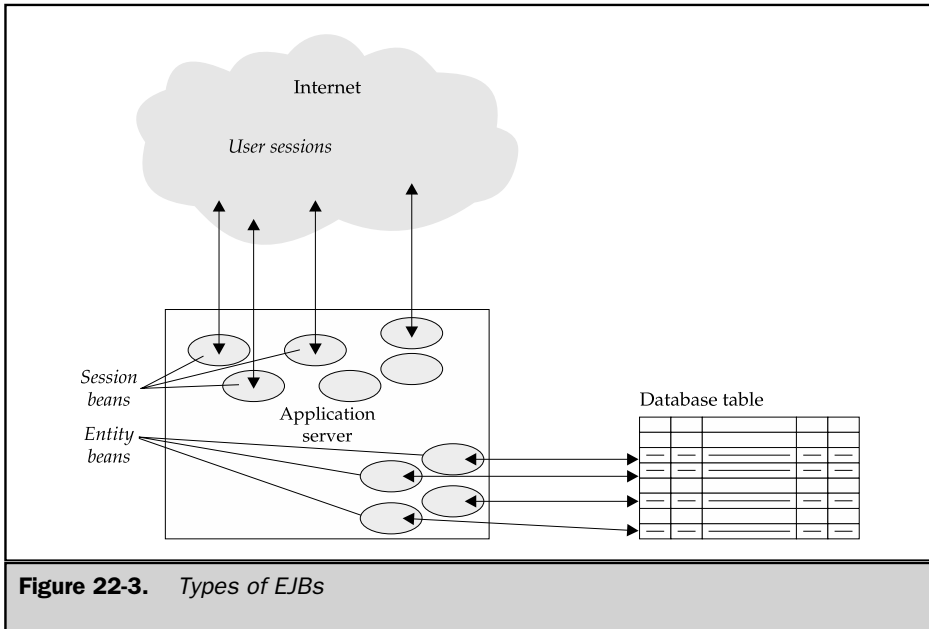 Internet
User sessions
Session
beans
Application
server
Entity
beans
Database table
Figure 22-3. Types of EJBs